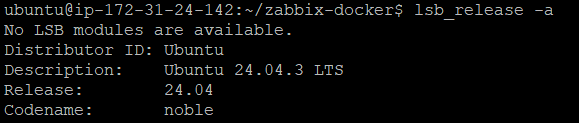 ubuntu@ip-172-31-24-142:~/zabbix-docker$ lsb_release -a
No LSB modules are available.
Distributor ID: Ubuntu
Description:    Ubuntu 24.04.3 LTS
Release:        24.04
Codename:       noble